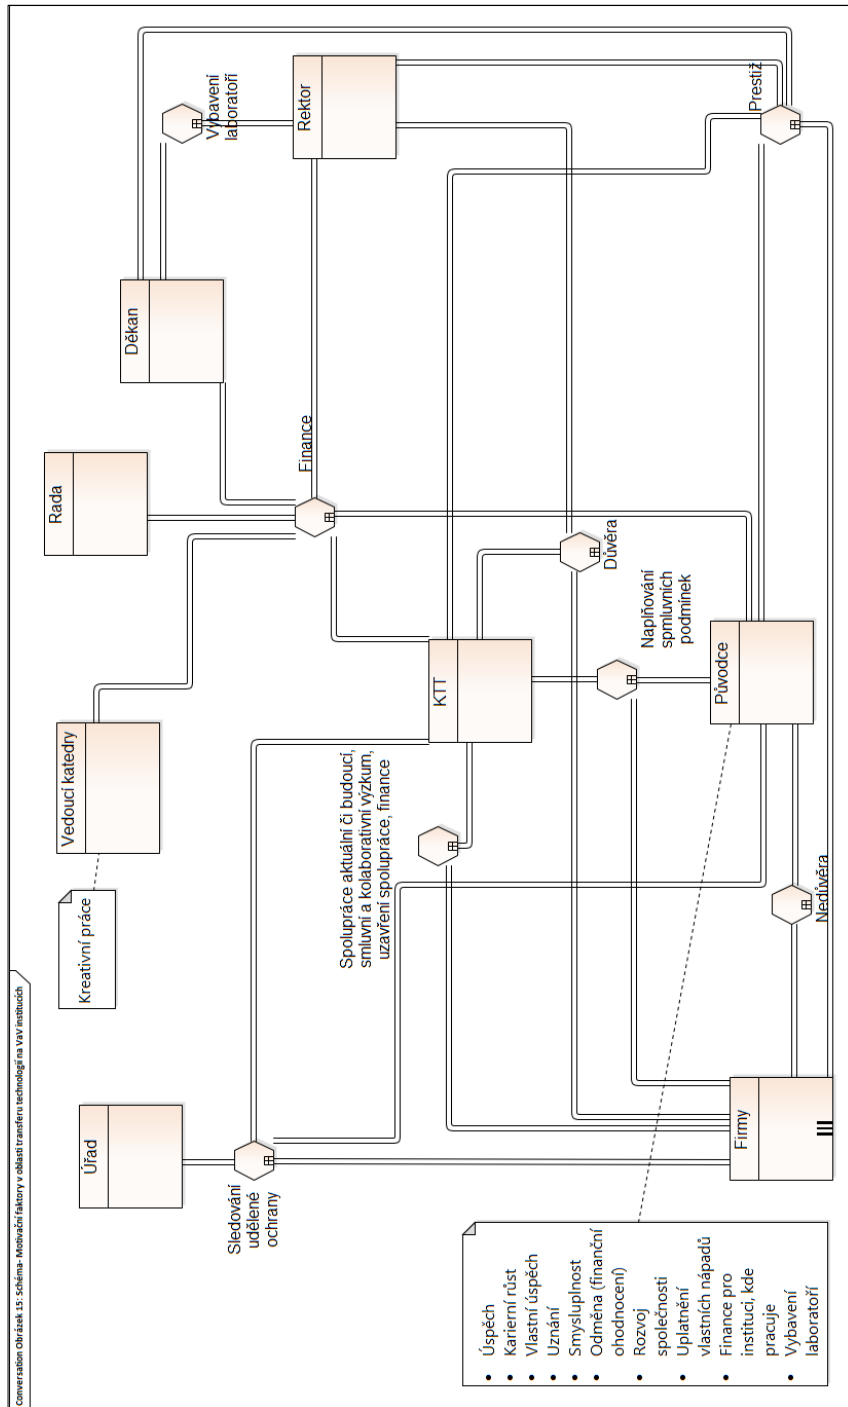 Conversation Obrázek 15: Schéma- Motivační faktory v oblasti transferu technologií na VaV institucích
Úřad
Kreativní práce
Vedoucí katedry
Rada
Děkan
Vybavení
laboratoří
Rektor
Sledování
udělené
ochrany
Finance
Spolupráce aktuální či budoucí,
smluvní a kolaborativní výzkum,
uzavření spolupráce, finance
KTT
Důvěra
Naplňování
spmluvních
podmínek
Prestiž
Původce
Firmy
Nedůvěra
• Úspěch
• Karierní růst
• Vlastní úspěch
• Uznání
• Smysluplnost
• Odměna (finanční
ohodnocení)
• Rozvoj
společnosti
• Uplatnění
vlastních nápadů
• Finance pro
instituci, kde
pracuje
• Vybavení
laboratoří